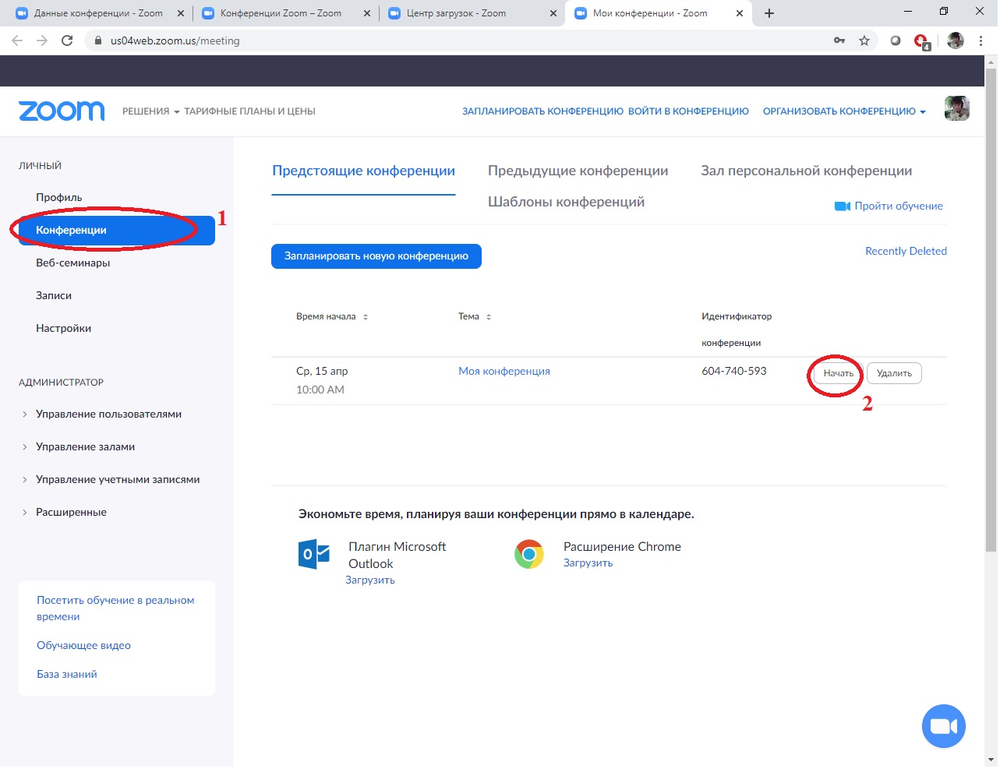 Данные конференции - Zoom
Конференции Zoom – Zoom
Центр загрузок - Zoom
Мои конференции - Zoom
us04web.zoom.us/meeting
4
zoom
РЕШЕНИЯ ТАРИФНЫЕ ПЛАНЫ И ЦЕНЫ
ЗАПЛАНИРОВАТЬ КОНФЕРЕНЦИЮ ВОЙТИ В КОНФЕРЕНЦИЮ ОРГАНИЗОВАТЬ КОНФЕРЕНЦИЮ
ЛИЧНЫЙ
Профиль
Конференции
1
Веб-семинары
Записи
Настройки
АДМИНИСТРАТОР
Управление пользователями
Управление залами
Управление учетными записями
Расширенные
Посетить обучение в реальном
времени
Обучающее видео
База знаний
Предстоящие конференции
Предыдущие конференции
Зал персональной конференции
Шаблоны конференций
Пройти обучение
Запланировать новую конференцию
Recently Deleted
Время начала
Тема
Идентификатор
конференции
Ср, 15 апр
10:00 AM
Моя конференция
604-740-593
Начать
Удалить
2
Экономьте время, планируя ваши конференции прямо в календаре.
Плагин Microsoft
Outlook
Загрузить
Расширение Chrome
Загрузить